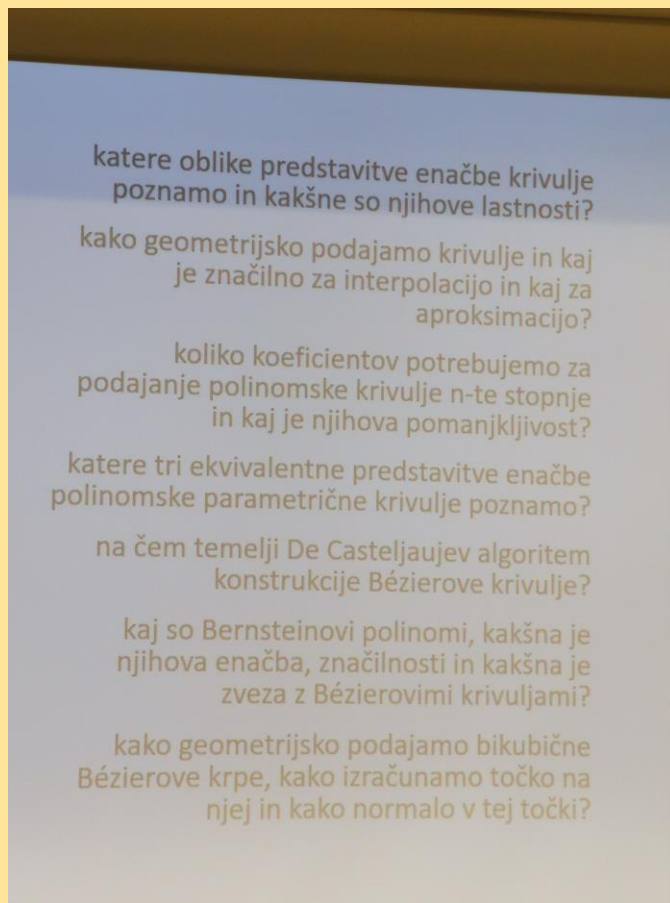 katere oblike predstavitve enačbe krivulje
poznamo in kakšne so njihove lastnosti?
kako geometrijsko podajamo krivulje in kaj
je značilno za interpolacijo in kaj za
aproksimacijo?
koliko koeficientov potrebujemo za
podajanje polinomske krivulje n-te stopnje
in kaj je njihova pomanjkljivost?
katere tri ekvivalentne predstavitve enačbe
polinomske parametrične krivulje poznamo?
na čem temelji De Casteljaujev algoritem
konstrukcije Bézierove krivulje?
kaj so Bernsteinovi polinomi, kakšna je
njihova enačba, značilnosti in kakšna je
zveza z Bézierovimi krivuljami?
kako geometrijsko podajamo bikubične
Bézierove krpe, kako izračunamo točko na
njej in kako normalo v tej točki?